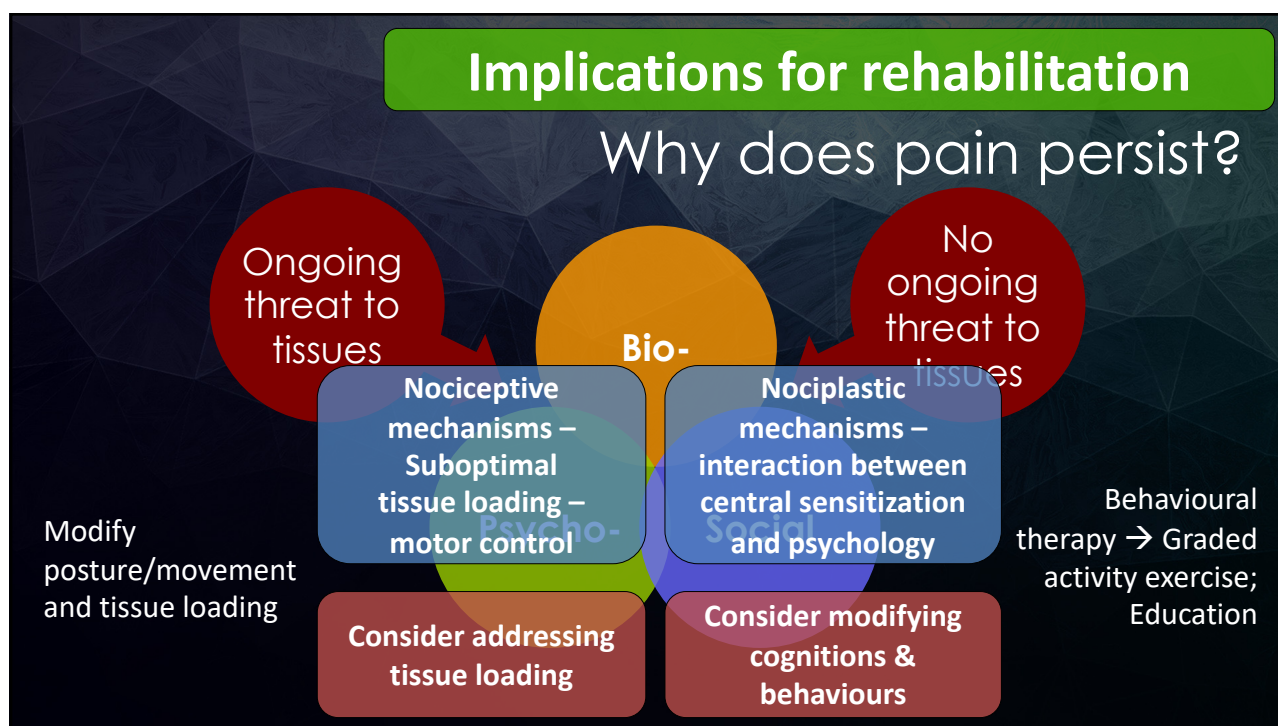 Implications for rehabilitation
Why does pain persist?
Ongoing
threat to
tissues
Bio-
No
ongoing
threat to
tissues
Nociceptive
mechanisms –
Suboptimal
tissue loading –
motor control
Nociplastic
mechanisms –
interaction between
central sensitization
and psychology
Psycho-
Social
Modify
posture/movement
and tissue loading
Behavioural
therapy → Graded
activity exercise;
Education
Consider addressing
tissue loading
Consider modifying
cognitions &
behaviours